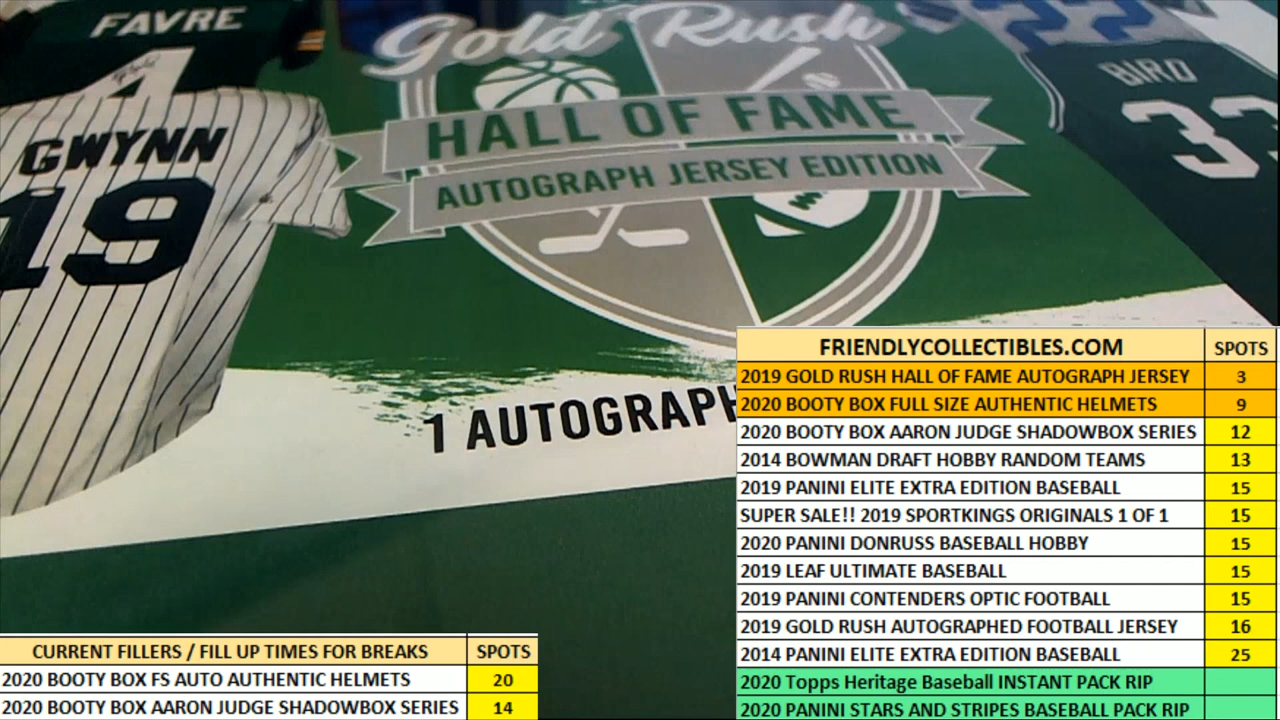 FAVRE
4
GWYNN
19
Gold Rush
HALL OF FAME
AUTOGRAPH JERSEY EDITION
22
BIRD
33
1 AUTOGRAPH
FRIENDLYCOLLECTIBLES.COM SPOTS
2019 GOLD RUSH HALL OF FAME AUTOGRAPH JERSEY 3
2020 BOOTY BOX FULL SIZE AUTHENTIC HELMETS 9
2020 BOOTY BOX AARON JUDGE SHADOWBOX SERIES 12
2014 BOWMAN DRAFT HOBBY RANDOM TEAMS 13
2019 PANINI ELITE EXTRA EDITION BASEBALL 15
SUPER SALE!! 2019 SPORTKINGS ORIGINALS 1 OF 1 15
2020 PANINI DONRUSS BASEBALL HOBBY 15
2019 LEAF ULTIMATE BASEBALL 15
2019 PANINI CONTENDERS OPTIC FOOTBALL 15
2019 GOLD RUSH AUTOGRAPHED FOOTBALL JERSEY 16
2014 PANINI ELITE EXTRA EDITION BASEBALL 25
2020 Topps Heritage Baseball INSTANT PACK RIP
2020 PANINI STARS AND STRIPES BASEBALL PACK RIP
CURRENT FILLERS / FILL UP TIMES FOR BREAKS SPOTS
2020 BOOTY BOX FS AUTO AUTHENTIC HELMETS 20
2020 BOOTY BOX AARON JUDGE SHADOWBOX SERIES 14